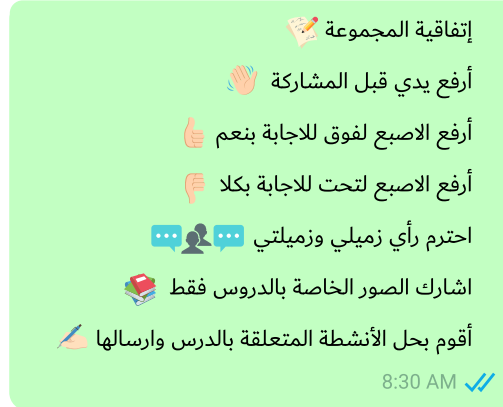 إتفاقية المجموعة 📝
أرفع يدي قبل المشاركة 👋🏻
أرفع الاصبع لفوق للاجابة بنعم 👍🏻
أرفع الاصبع لتحت للاجابة بكلا 👎🏻
احترم رأي زميلي وزميلتي 💬👥💬
اشارك الصور الخاصة بالدروس فقط 📚
أقوم بحل الأنشطة المتعلقة بالدرس وارسالها ✍🏻
8:30 AM